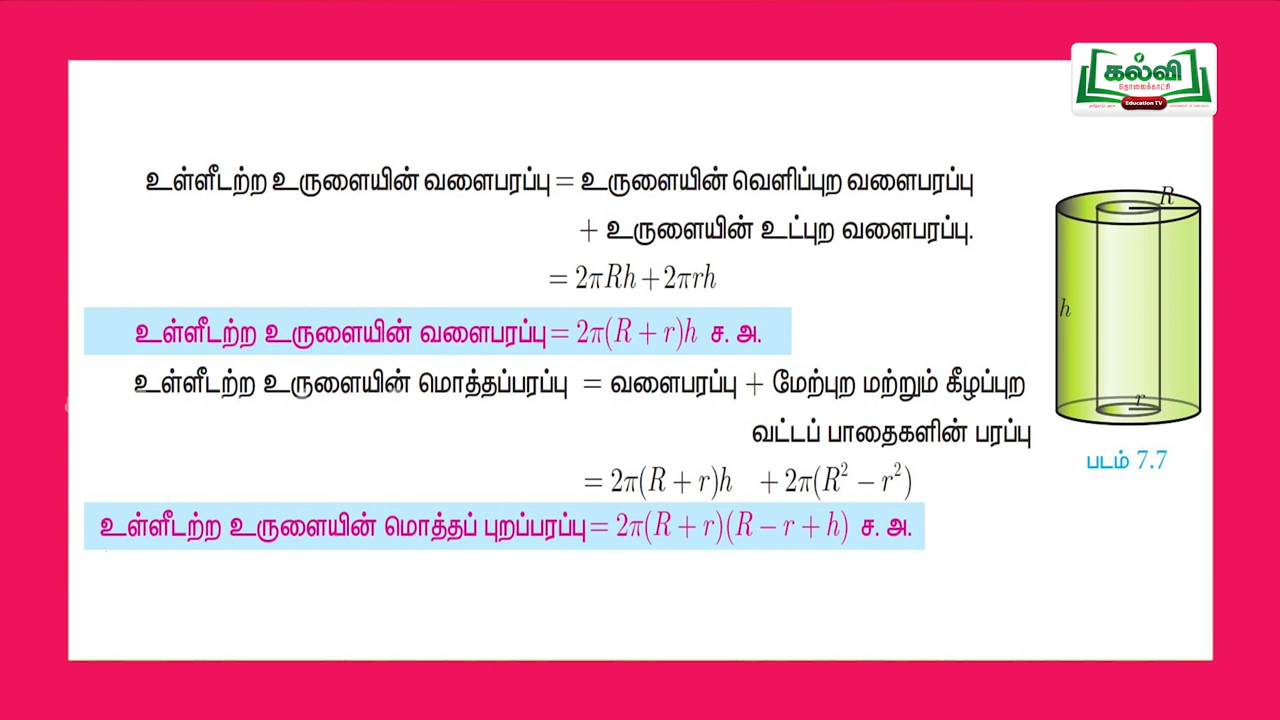 கல்வி
தொலைக்காட்சி
Education TV
உள்ளீடற்ற உருளையின் வளைபரப்பு = உருளையின் வெளிப்புற வளைபரப்பு
+ உருளையின் உட்புற வளைபரப்பு.
= 2πRh + 2πrh
உள்ளீடற்ற உருளையின் வளைபரப்பு = 2π(R + r)h ச. அ.
உள்ளீடற்ற உருளையின் மொத்தப்பரப்பு = வளைபரப்பு + மேற்புற மற்றும் கீழப்புற
வட்டப் பாதைகளின் பரப்பு
= 2π(R + r)h + 2π(R² − r²)
உள்ளீடற்ற உருளையின் மொத்தப் புறப்பரப்பு = 2π(R + r)(R − r + h) ச. அ.
R
h
r
படம் 7.7